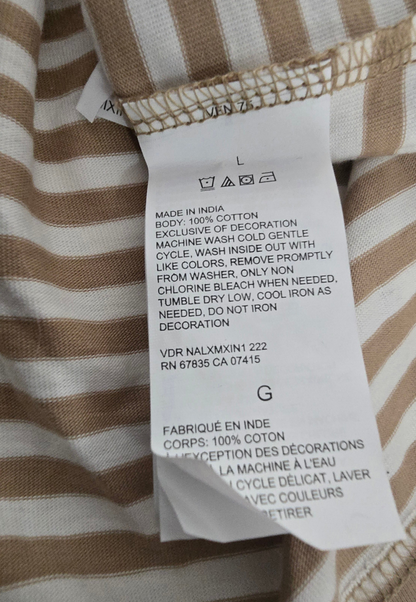 VEN 75
L
MADE IN INDIA
BODY: 100% COTTON
EXCLUSIVE OF DECORATION
MACHINE WASH COLD GENTLE
CYCLE, WASH INSIDE OUT WITH
LIKE COLORS, REMOVE PROMPTLY
FROM WASHER, ONLY NON
CHLORINE BLEACH WHEN NEEDED,
TUMBLE DRY LOW, COOL IRON AS
NEEDED, DO NOT IRON
DECORATION
VDR NALXMXIN1 222
RN 67835 CA 07415
G
FABRIQUÉ EN INDE
CORPS: 100% COTON
À L'EXCEPTION DES DÉCORATIONS
LA MACHINE À L'EAU
CYCLE DÉLICAT, LAVER
AVEC COULEURS
RETIRER